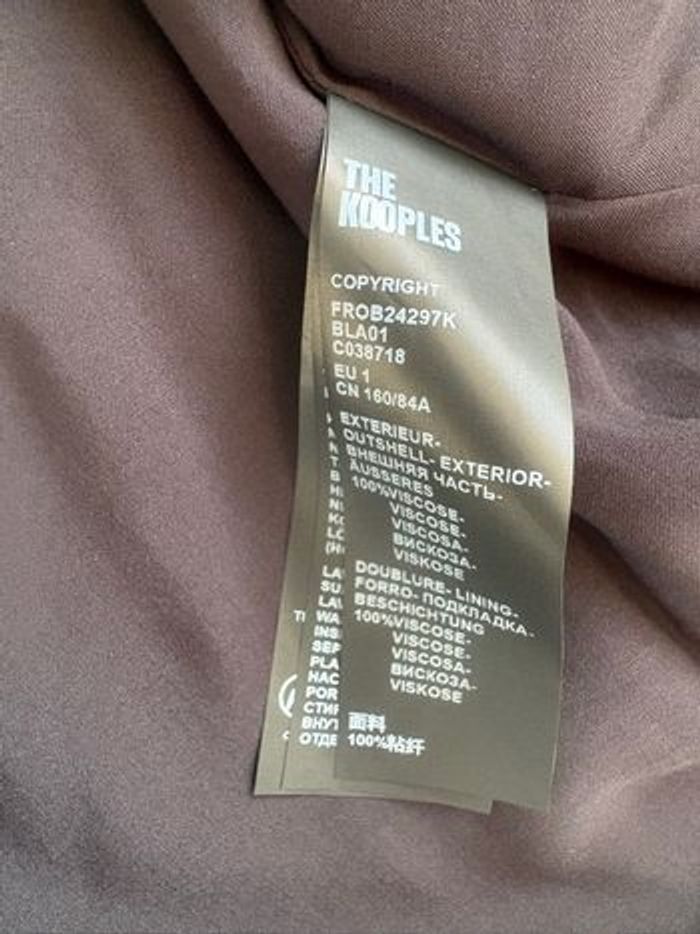 THE
KOOPLES
COPYRIGHT
FROB24297K
BLA01
C038718
EU 1
CN 160/84A
EXTERIEUR-
OUTSHELL- EXTERIOR-
ВНЕШНЯЯ ЧАСТЬ-
ÄUSSERES
100%VISCOSE-
VISCOSE-
VISCOSA-
ВИСКОЗА-
VISKOSE
DOUBLURE- LINING-
FORRO- ПОДКЛАДКА-
BESCHICHTUNG
100%VISCOSE-
VISCOSE-
VISCOSA-
ВИСКОЗА-
VISKOSE
面料
100%粘纤